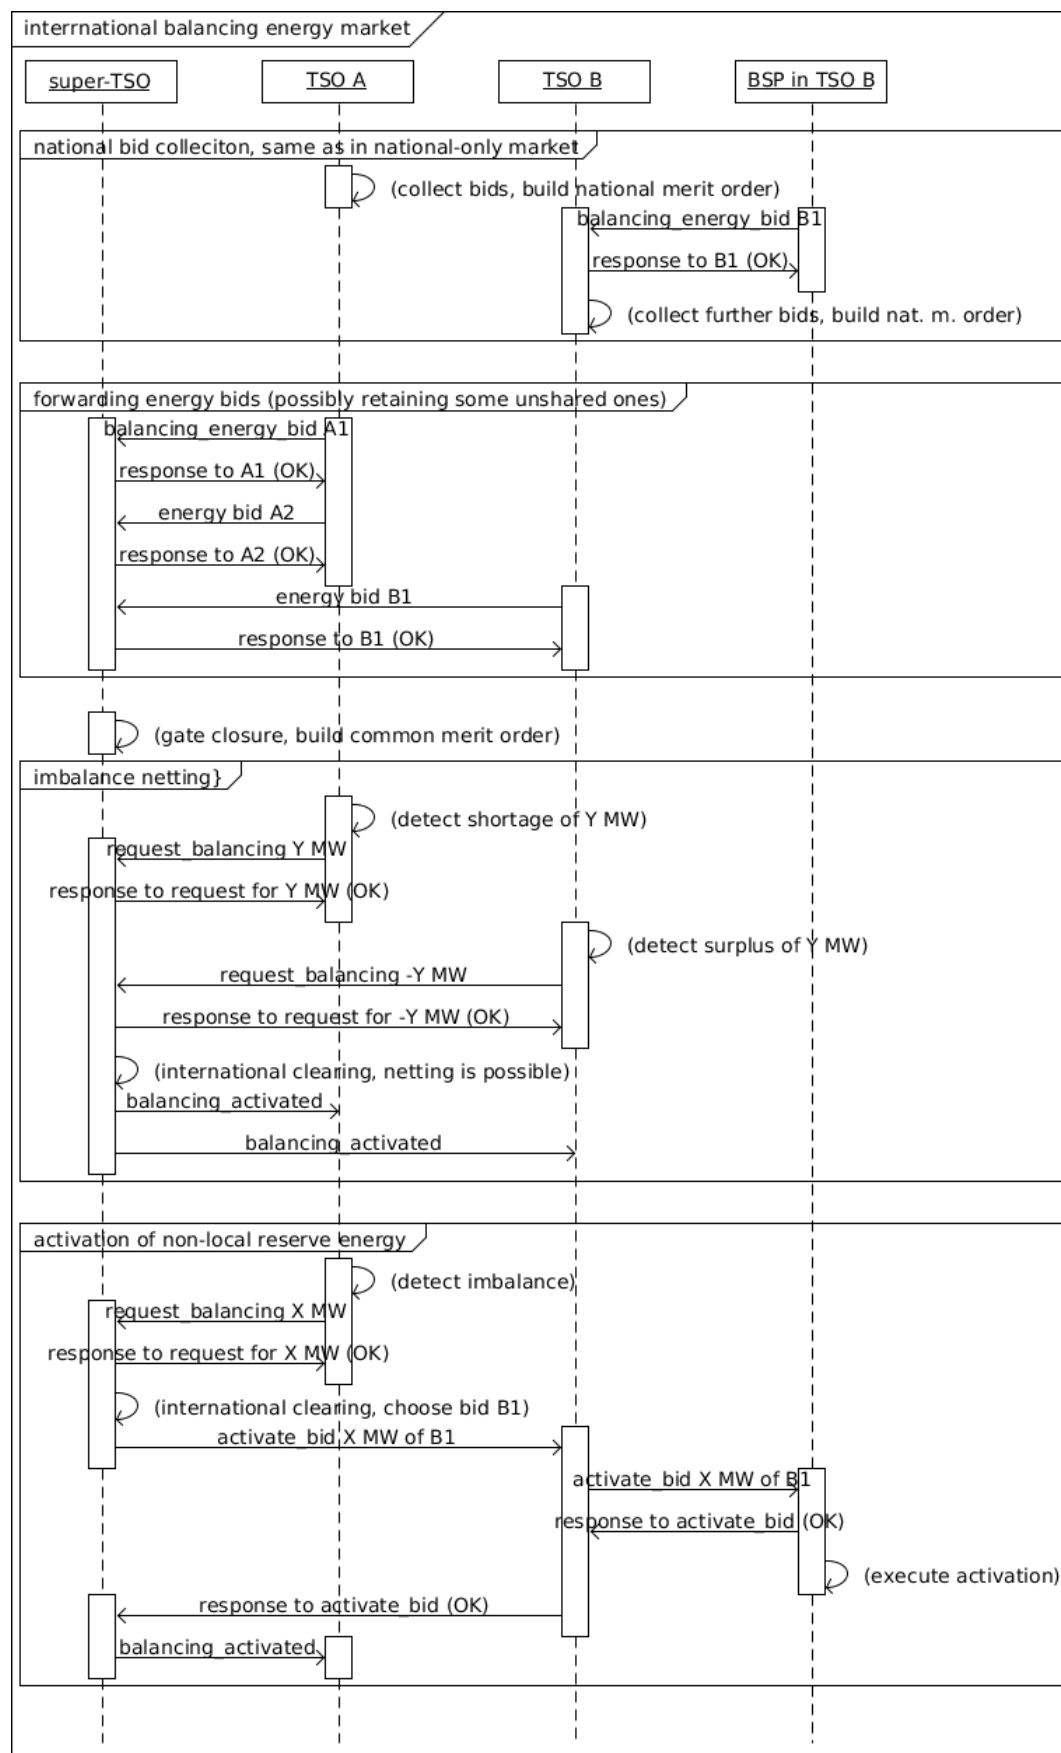 interrnational balancing energy market
super-TSO
TSO A
TSO B
BSP in TSO B
national bid colleciton, same as in national-only market
(collect bids, build national merit order)
balancing_energy_bid B1
response to B1 (OK)
(collect further bids, build nat. m. order)
forwarding energy bids (possibly retaining some unshared ones)
balancing_energy_bid A1
response to A1 (OK)
energy bid A2
response to A2 (OK)
energy bid B1
response to B1 (OK)
(gate closure, build common merit order)
imbalance netting}
(detect shortage of Y MW)
request_balancing Y MW
response to request for Y MW (OK)
(detect surplus of Y MW)
request_balancing -Y MW
response to request for -Y MW (OK)
(international clearing, netting is possible)
balancing_activated
balancing_activated
activation of non-local reserve energy
(detect imbalance)
request_balancing X MW
response to request for X MW (OK)
(international clearing, choose bid B1)
activate_bid X MW of B1
activate_bid X MW of B1
response to activate_bid (OK)
(execute activation)
response to activate_bid (OK)
balancing_activated